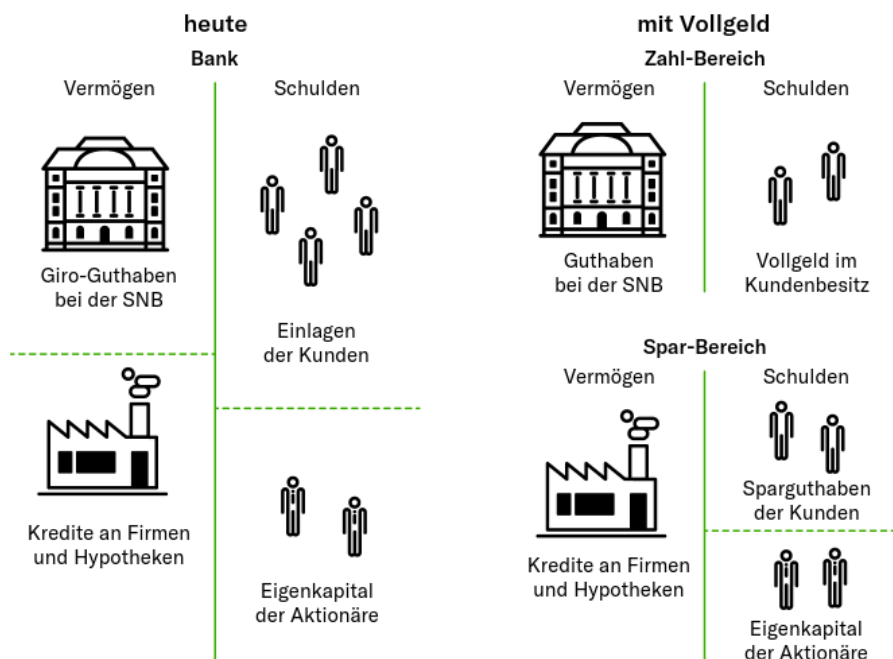 heute
Bank
Vermögen
Schulden
Giro-Guthaben
bei der SNB
Einlagen
der Kunden
Kredite an Firmen
und Hypotheken
Eigenkapital
der Aktionäre
mit Vollgeld
Zahl-Bereich
Vermögen
Schulden
Guthaben
bei der SNB
Vollgeld im
Kundenbesitz
Spar-Bereich
Vermögen
Schulden
Sparguthaben
der Kunden
Kredite an Firmen
und Hypotheken
Eigenkapital
der Aktionäre